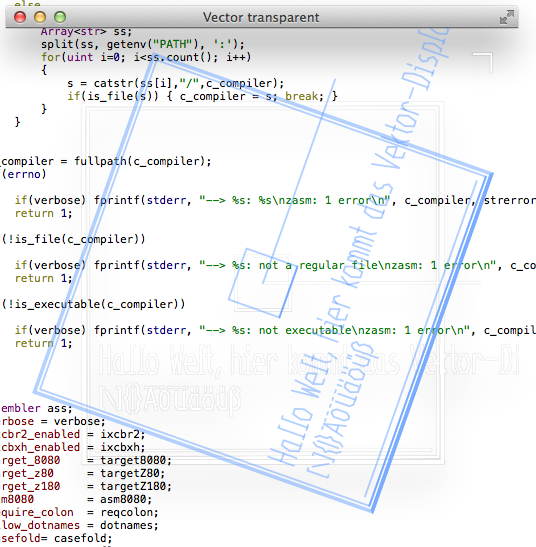 else
Vector transparent
Array<str> ss;
split(ss, getenv("PATH"), ':');
for(uint i=0; i<ss.count(); i++)
{
s = catstr(ss[i],"/",c_compiler);
if(is_file(s)) { c_compiler = s; break; }
}
}
_compiler = fullpath(c_compiler);
(errno)
if(verbose) fprintf(stderr, "--> %s: %s\nzasm: 1 error\n", c_compiler, strerror
return 1;
(!is_file(c_compiler))
if(verbose) fprintf(stderr, "--> %s: not a regular file\nzasm: 1 error\n", c_co
return 1;
(!is_executable(c_compiler))
if(verbose) fprintf(stderr, "--> %s: not executable\nzasm: 1 error\n", c_compil
return 1;
Hallo Welt, hier kommt das Vektor-Di
Hallo Welt, hier kommt das Vektor-Displa
embler ass;
rbose = verbose;
cbr2_enabled = ixcbr2;
cbxh_enabled = ixcbxh;
rget_8080 = target8080;
rget_z80 = targetZ80;
rget_z180 = targetZ180;
m8080 = asm8080;
quire_colon = reqcolon;
low_dotnames = dotnames;
sefold= casefold;